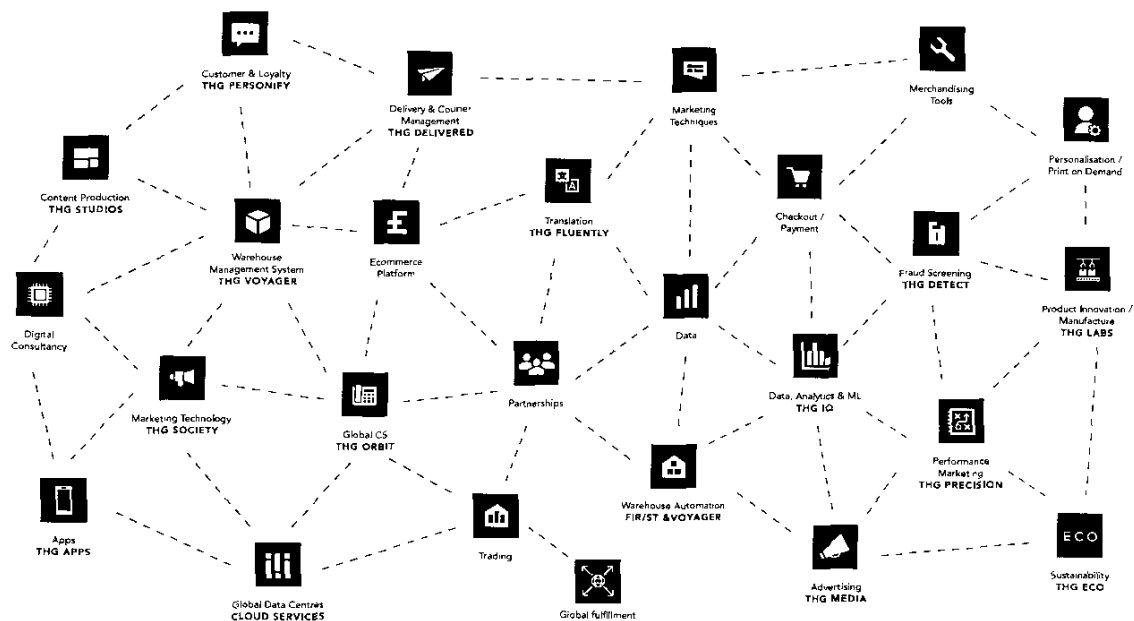 Customer & Loyalty
THG PERSONIFY
Delivery & Courier
Management
THG DELIVERED
Marketing
Techniques
Merchandising
Tools
Personalisation /
Print on Demand
Content Production
THG STUDIOS
Warehouse
Management System
THG VOYAGER
£
Ecommerce
Platform
A
Translation
THG FLUENTLY
Checkout /
Payment
Fraud Screening
THG DETECT
Product Innovation /
Manufacture
THG LABS
Digital
Consultancy
Data
Marketing Technology
THG SOCIETY
Global CS
THG ORBIT
Partnerships
Data, Analytics & ML
THG IQ
Performance
Marketing
THG PRECISION
Warehouse Automation
FIR/ST &VOYAGER
Apps
THG APPS
Trading
Global Data Centres
CLOUD SERVICES
Global fulfillment
Advertising
THG MEDIA
ECO
Sustainability
THG ECO